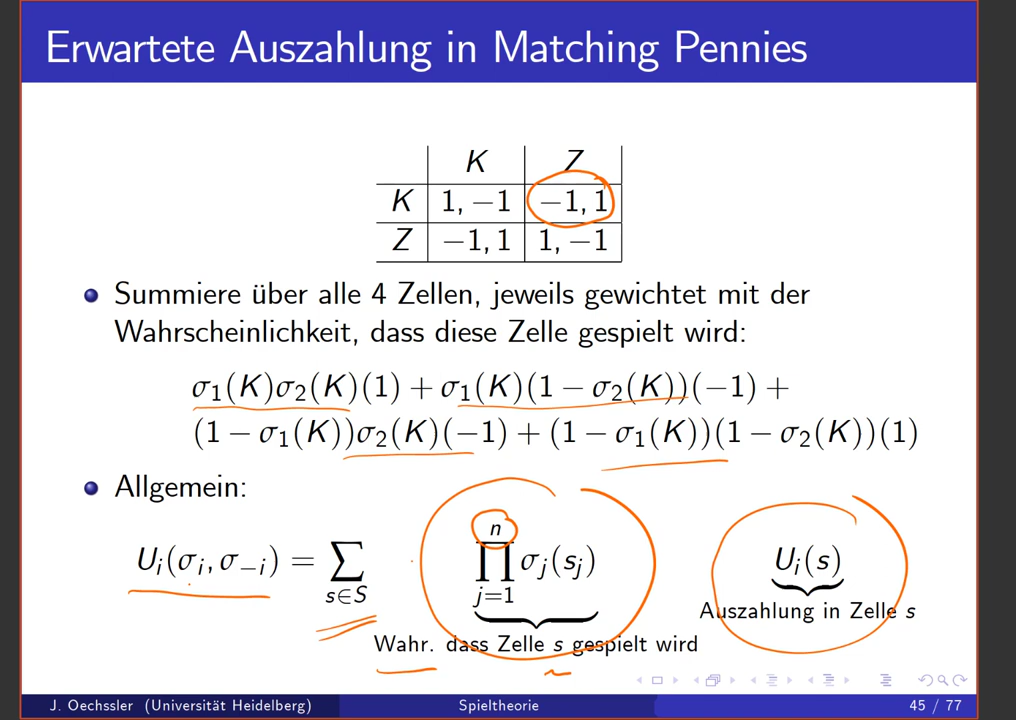 Erwartete Auszahlung in Matching Pennies
K Z
K 1, −1 −1, 1
Z −1, 1 1, −1
Summiere über alle 4 Zellen, jeweils gewichtet mit der
Wahrscheinlichkeit, dass diese Zelle gespielt wird:
σ₁(K)σ₂(K)(1) + σ₁(K)(1 − σ₂(K))(−1) +
(1 − σ₁(K))σ₂(K)(−1) + (1 − σ₁(K))(1 − σ₂(K))(1)
Allgemein:
Uᵢ(σᵢ, σ₋ᵢ) = ∑ s∈S ∏ j=1 n σⱼ(sⱼ) Uᵢ(s)
Wahr. dass Zelle s gespielt wird Auszahlung in Zelle s
J. Oechssler (Universität Heidelberg) Spieltheorie 45 / 77